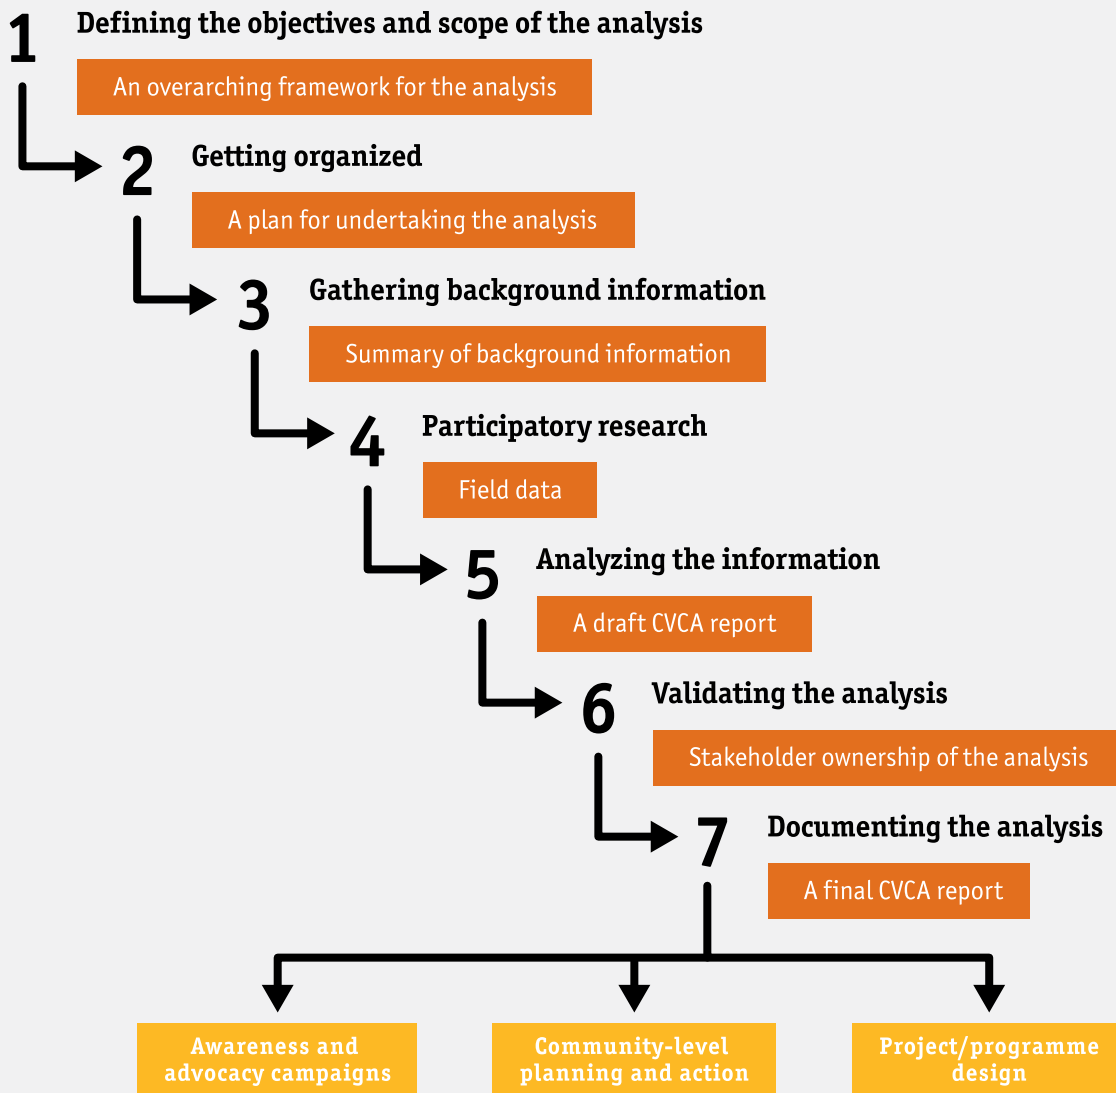 1
Defining the objectives and scope of the analysis
An overarching framework for the analysis
2
Getting organized
A plan for undertaking the analysis
3
Gathering background information
Summary of background information
4
Participatory research
Field data
5
Analyzing the information
A draft CVCA report
6
Validating the analysis
Stakeholder ownership of the analysis
7
Documenting the analysis
A final CVCA report
Awareness and
advocacy campaigns
Community-level
planning and action
Project/programme
design